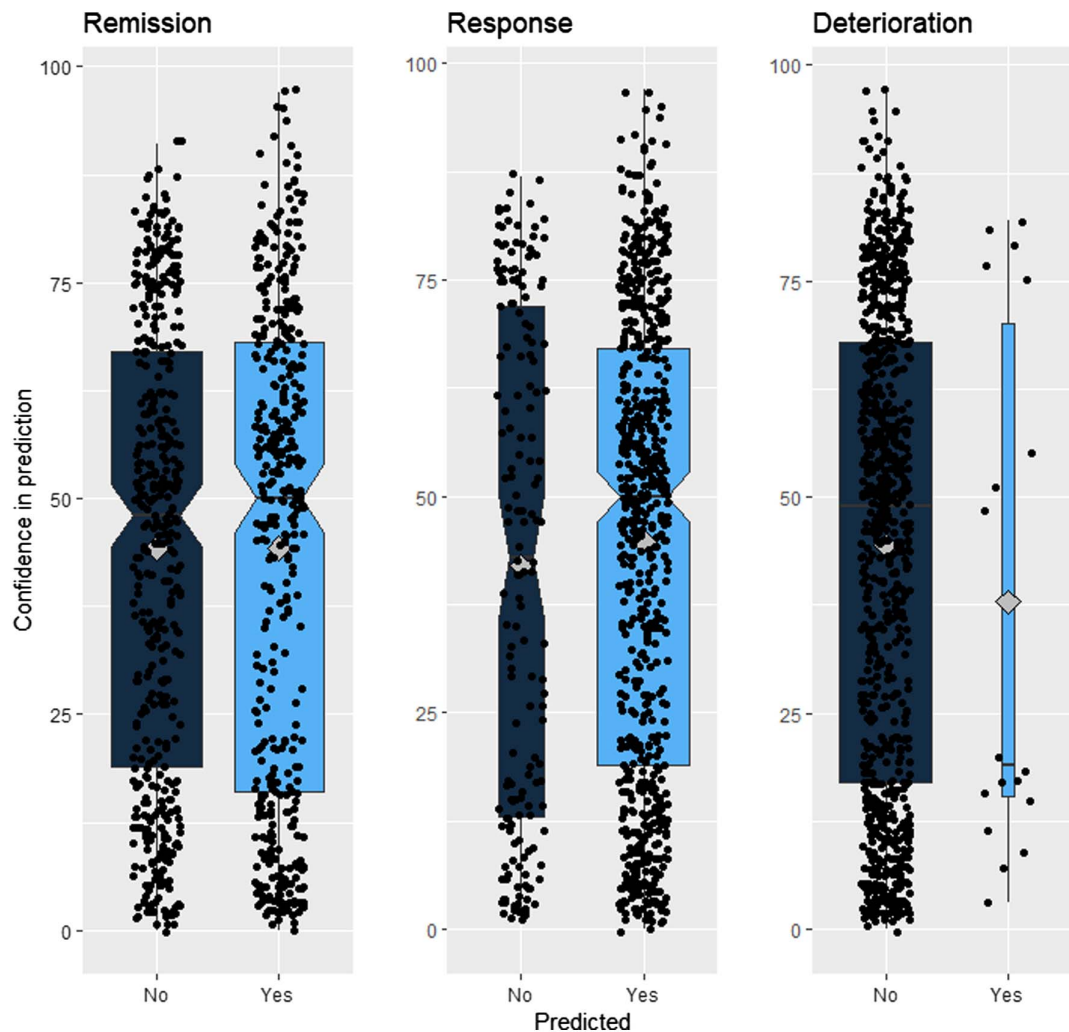 Remission
Response
Deterioration
Confidence in prediction
100
75
50
25
0
No Yes
100
75
50
25
0
No Yes
100
75
50
25
0
No Yes
Predicted